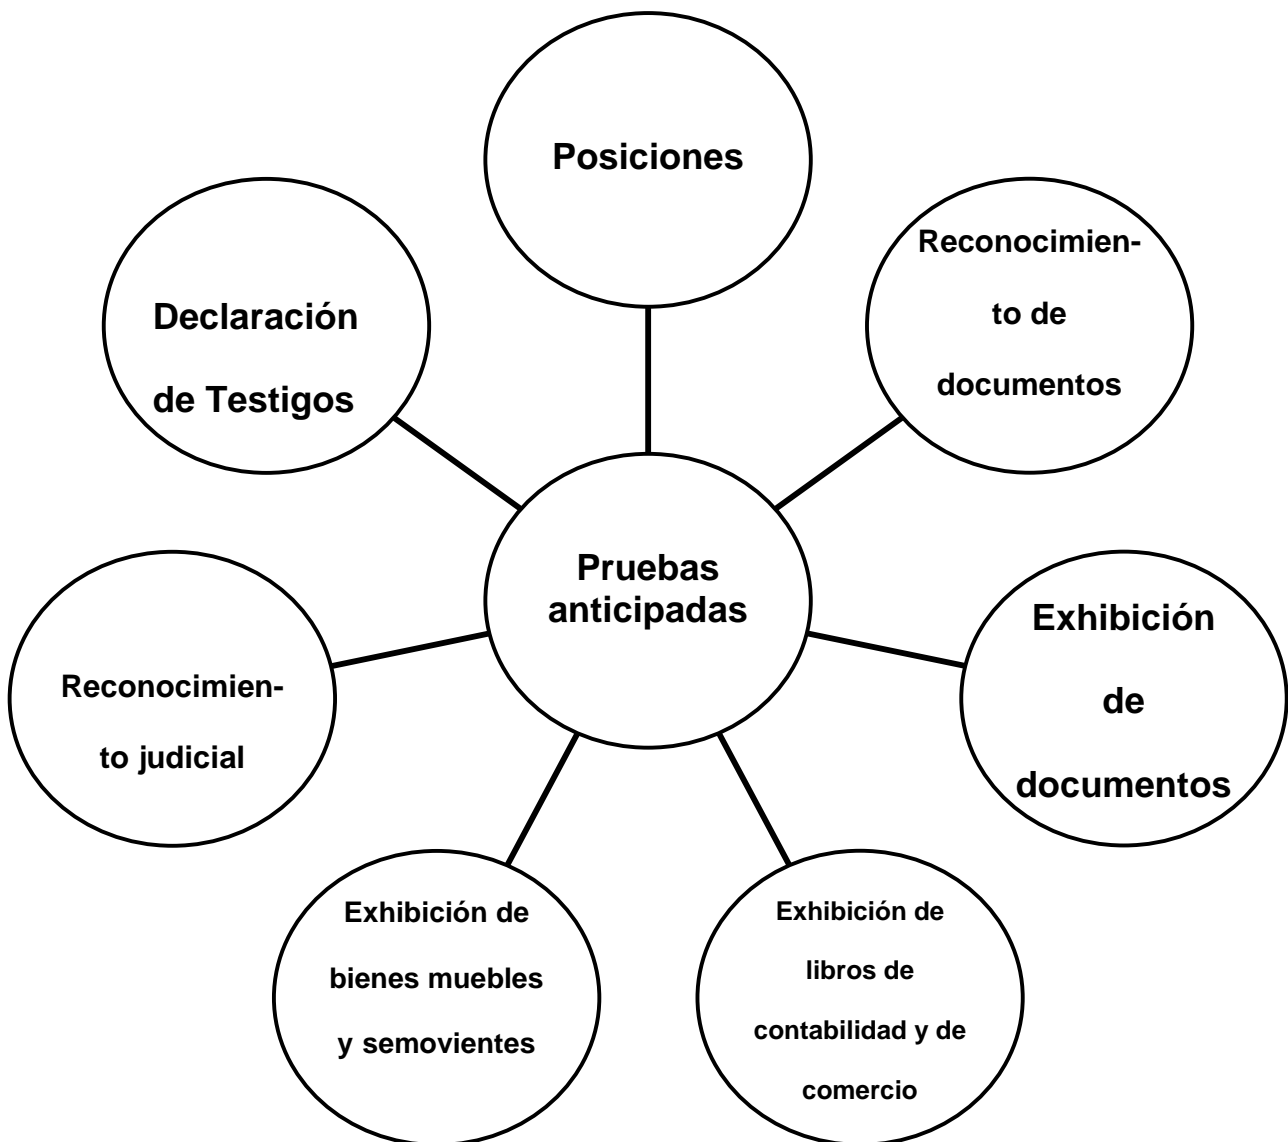 Posiciones
Reconocimien-
to de
documentos
Exhibición
de
documentos
Exhibición de
libros de
contabilidad y de
comercio
Exhibición de
bienes muebles
y semovientes
Reconocimien-
to judicial
Declaración
de Testigos
Pruebas
anticipadas